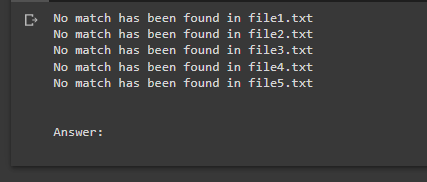 No match has been found in file1.txt
No match has been found in file2.txt
No match has been found in file3.txt
No match has been found in file4.txt
No match has been found in file5.txt
Answer: